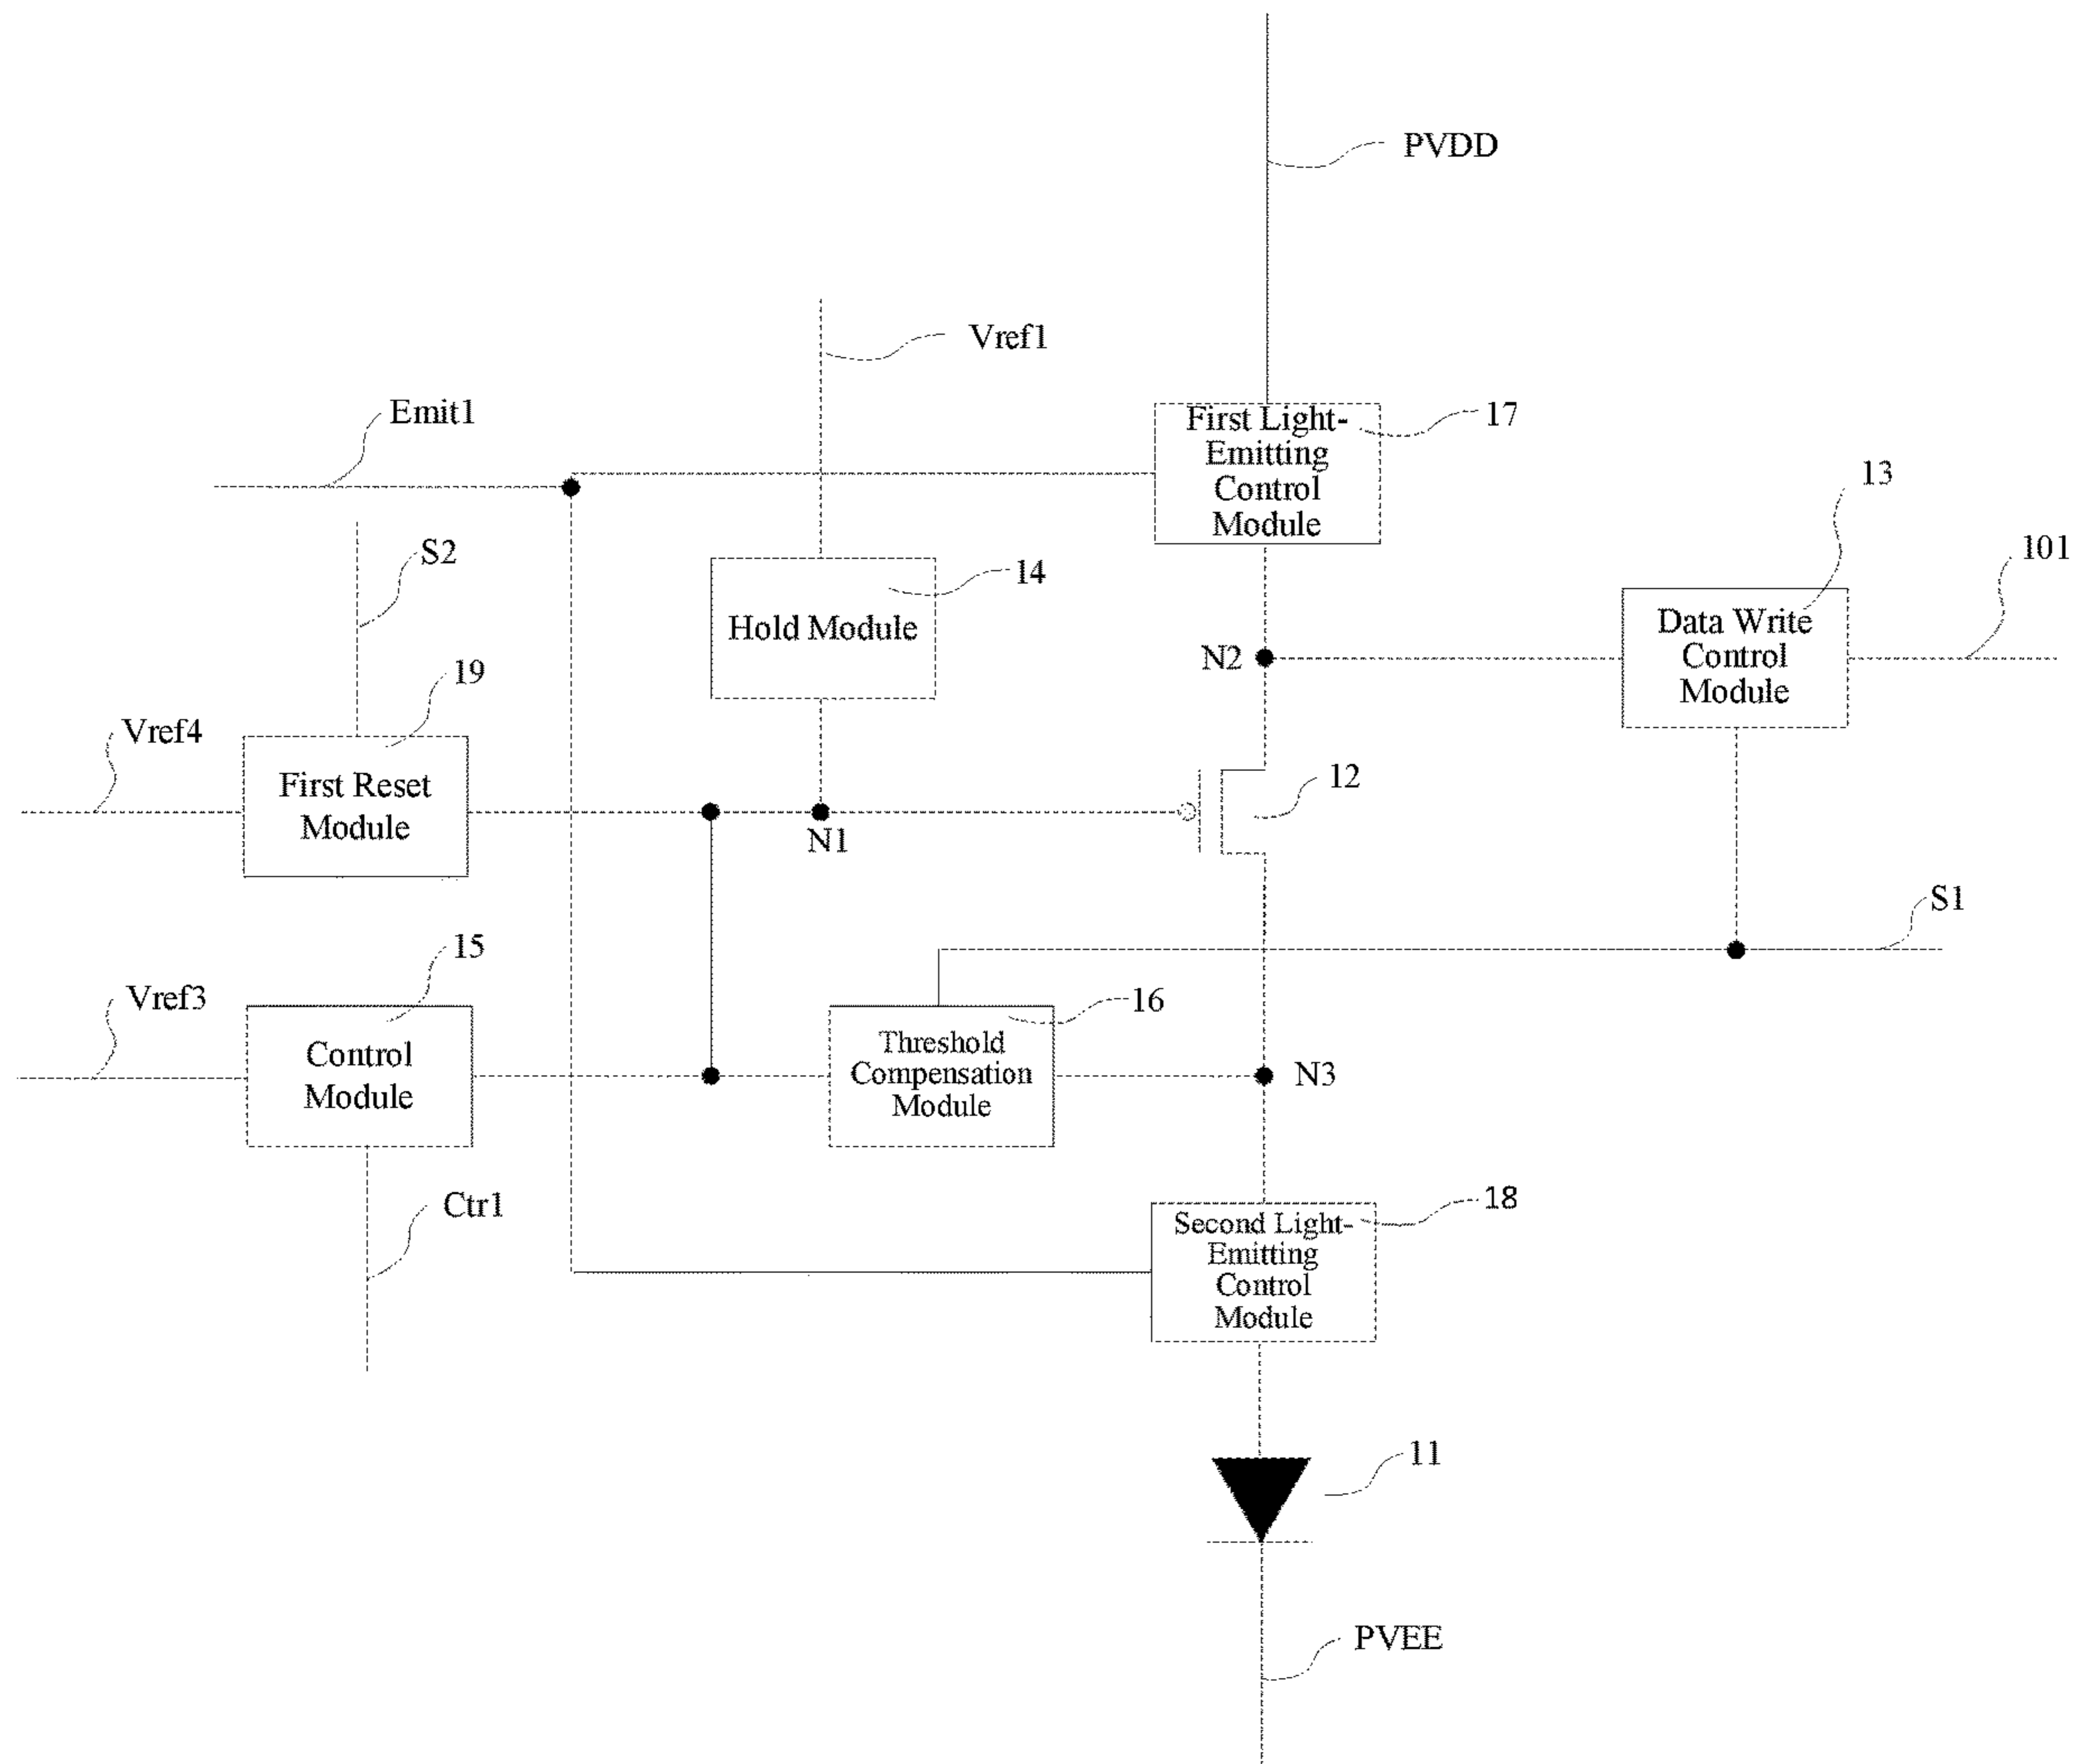 PVDD
Vref1
Emit1
First Light-
Emitting
Control
Module
17
13
S2
14
101
Hold Module
Data Write
Control
Module
N2
19
Vref4
First Reset
Module
12
N1
S1
15
Vref3
16
Control
Module
Threshold
Compensation
Module
N3
Ctr1
18
Second Light-
Emitting
Control
Module
11
PVEE